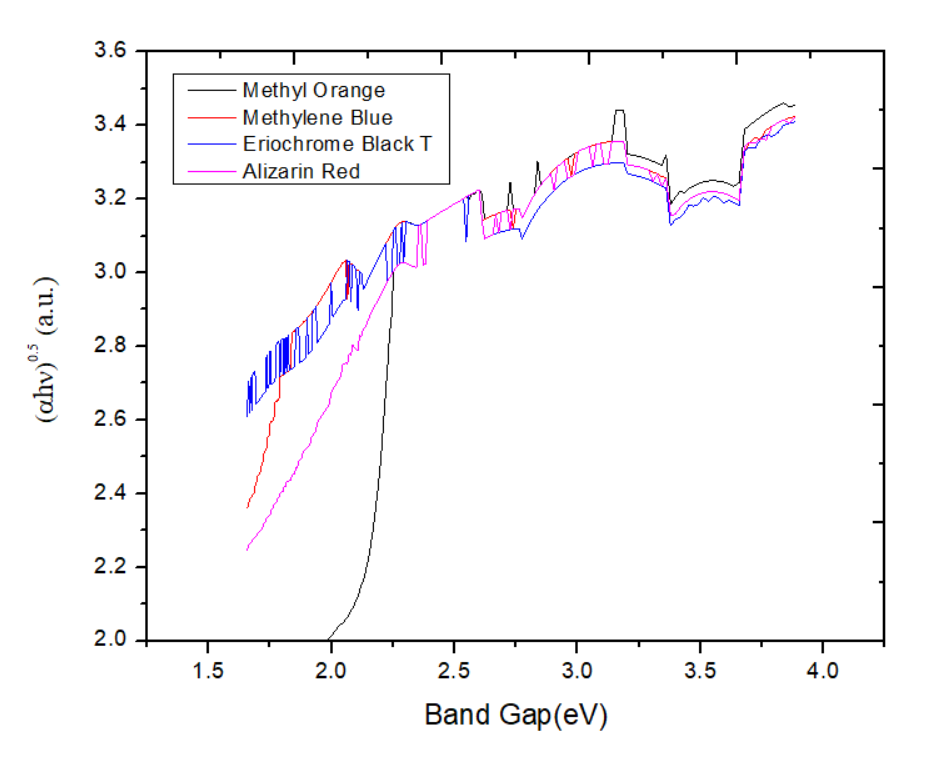 3.6
3.4
3.2
3.0
2.8
2.6
2.4
2.2
2.0
(αhν)^0.5 (a.u.)
Methyl Orange
Methylene Blue
Eriochrome Black T
Alizarin Red
1.5 2.0 2.5 3.0 3.5 4.0
Band Gap(eV)